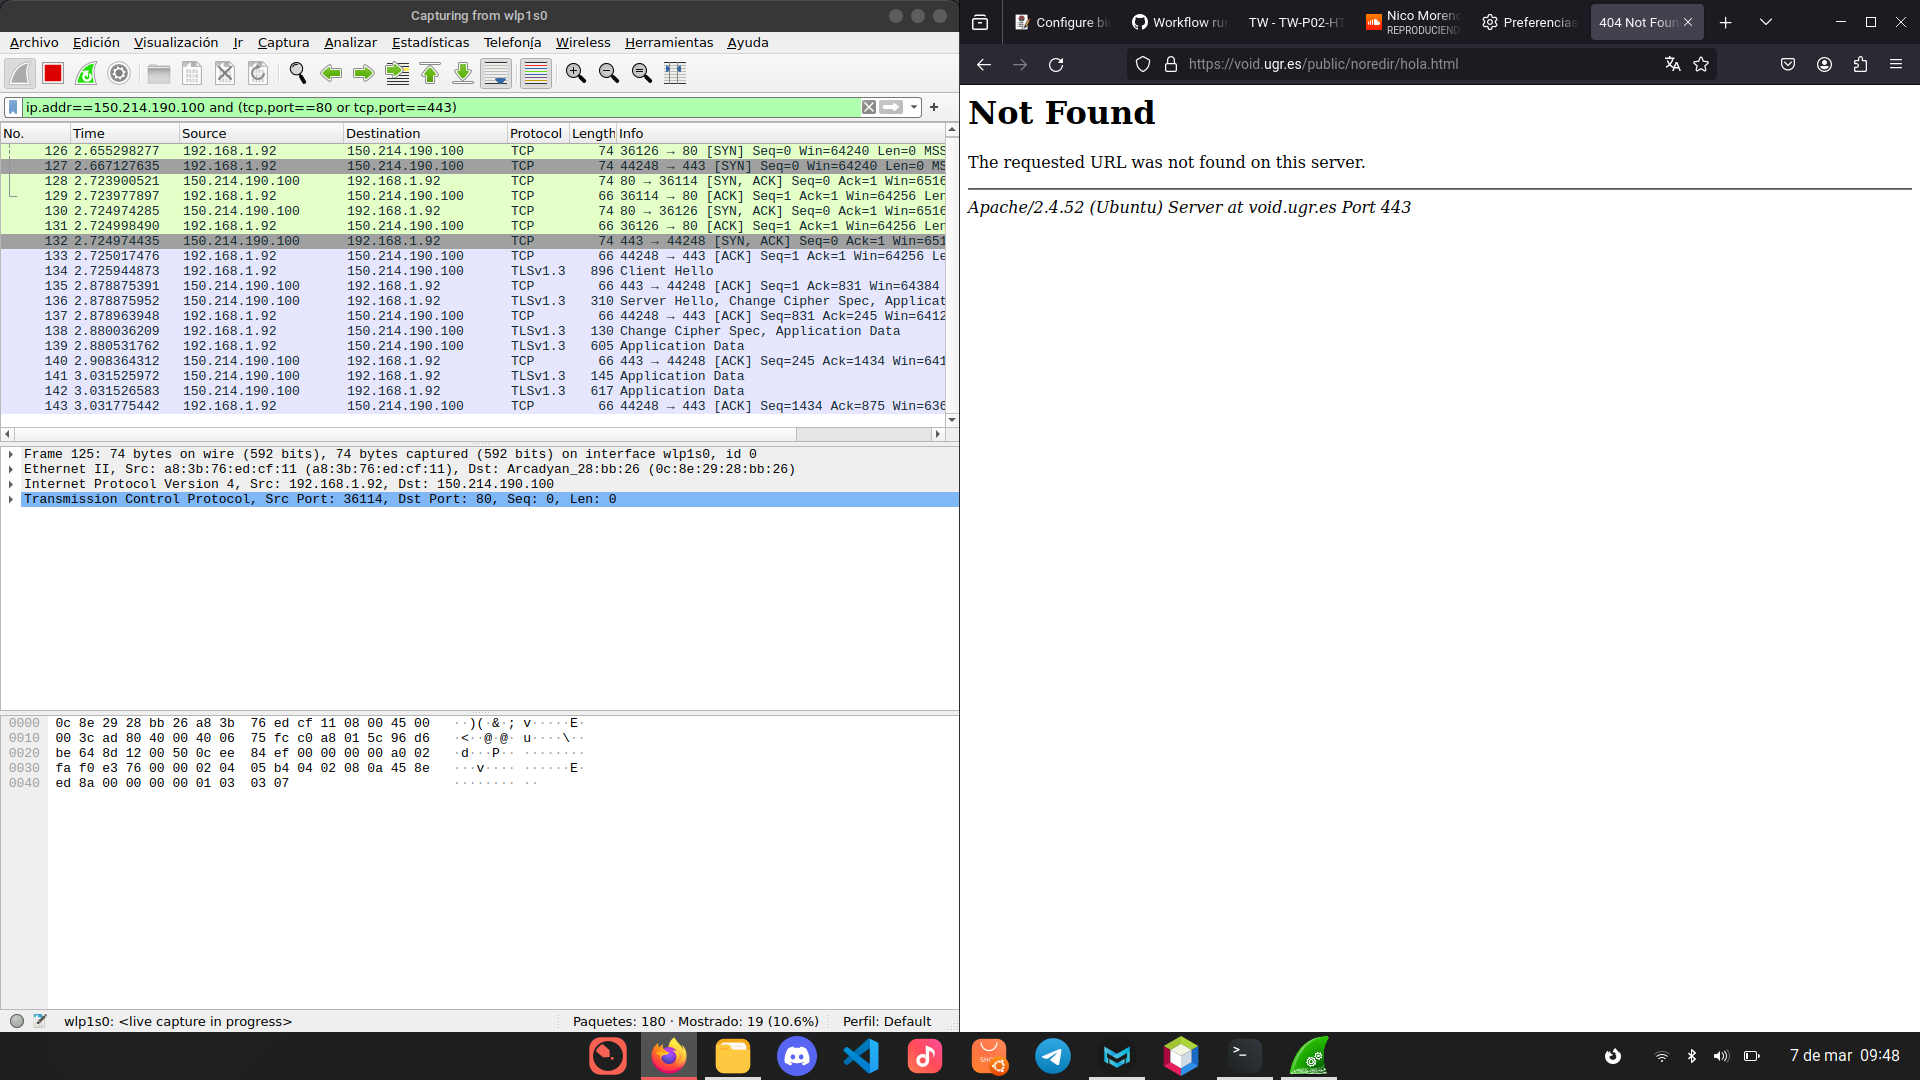 Capturing from wlp1s0
Archivo Edición Visualización Ir Captura Analizar Estadísticas Telefonía Wireless Herramientas Ayuda
ip.addr==150.214.190.100 and (tcp.port==80 or tcp.port==443)
No. Time Source Destination Protocol Length Info
126 2.655298277 192.168.1.92 150.214.190.100 TCP 74 36126 → 80 [SYN] Seq=0 Win=64240 Len=0 MSS
127 2.667127635 192.168.1.92 150.214.190.100 TCP 74 44248 → 443 [SYN] Seq=0 Win=64240 Len=0 MS
128 2.723900521 150.214.190.100 192.168.1.92 TCP 74 80 → 36114 [SYN, ACK] Seq=0 Ack=1 Win=6516
129 2.723977897 192.168.1.92 150.214.190.100 TCP 66 36114 → 80 [ACK] Seq=1 Ack=1 Win=64256 Len
130 2.724974285 150.214.190.100 192.168.1.92 TCP 74 80 → 36126 [SYN, ACK] Seq=0 Ack=1 Win=6516
131 2.724998490 192.168.1.92 150.214.190.100 TCP 66 36126 → 80 [ACK] Seq=1 Ack=1 Win=64256 Len
132 2.724974435 150.214.190.100 192.168.1.92 TCP 74 443 → 44248 [SYN, ACK] Seq=0 Ack=1 Win=651
133 2.725017476 192.168.1.92 150.214.190.100 TCP 66 44248 → 443 [ACK] Seq=1 Ack=1 Win=64256 Le
134 2.725944873 192.168.1.92 150.214.190.100 TLSv1.3 896 Client Hello
135 2.878875391 150.214.190.100 192.168.1.92 TCP 66 443 → 44248 [ACK] Seq=1 Ack=831 Win=64384
136 2.878875952 150.214.190.100 192.168.1.92 TLSv1.3 310 Server Hello, Change Cipher Spec, Applicat
137 2.878963948 192.168.1.92 150.214.190.100 TCP 66 44248 → 443 [ACK] Seq=831 Ack=245 Win=6412
138 2.880036209 192.168.1.92 150.214.190.100 TLSv1.3 130 Change Cipher Spec, Application Data
139 2.880531762 192.168.1.92 150.214.190.100 TLSv1.3 605 Application Data
140 2.908364312 150.214.190.100 192.168.1.92 TCP 66 443 → 44248 [ACK] Seq=245 Ack=1434 Win=641
141 3.031525972 150.214.190.100 192.168.1.92 TLSv1.3 145 Application Data
142 3.031526583 150.214.190.100 192.168.1.92 TLSv1.3 617 Application Data
143 3.031775442 192.168.1.92 150.214.190.100 TCP 66 44248 → 443 [ACK] Seq=1434 Ack=875 Win=636
Frame 125: 74 bytes on wire (592 bits), 74 bytes captured (592 bits) on interface wlp1s0, id 0
Ethernet II, Src: a8:3b:76:ed:cf:11 (a8:3b:76:ed:cf:11), Dst: Arcadyan_28:bb:26 (0c:8e:29:28:bb:26)
Internet Protocol Version 4, Src: 192.168.1.92, Dst: 150.214.190.100
Transmission Control Protocol, Src Port: 36114, Dst Port: 80, Seq: 0, Len: 0
0000 0c 8e 29 28 bb 26 a8 3b 76 ed cf 11 08 00 45 00 ··)(·&·; v·····E·
0010 00 3c ad 80 40 00 40 06 75 fc c0 a8 01 5c 96 d6 ·<··@·@· u····\··
0020 be 64 8d 12 00 50 0c ee 84 ef 00 00 00 00 a0 02 ·d···P·· ········
0030 fa f0 e3 76 00 00 02 04 05 b4 04 02 08 0a 45 8e ···v···· ······E·
0040 ed 8a 00 00 00 00 01 03 03 07 ········ ··
wlp1s0: <live capture in progress> Paquetes: 180 · Mostrado: 19 (10.6%) Perfil: Default
Configure bi Workflow ru TW - TW-P02-HT Nico Moreno Preferencias 404 Not Foun
REPRODUCIEND
https://void.ugr.es/public/noredir/hola.html
Not Found
The requested URL was not found on this server.
Apache/2.4.52 (Ubuntu) Server at void.ugr.es Port 443
7 de mar 09:48